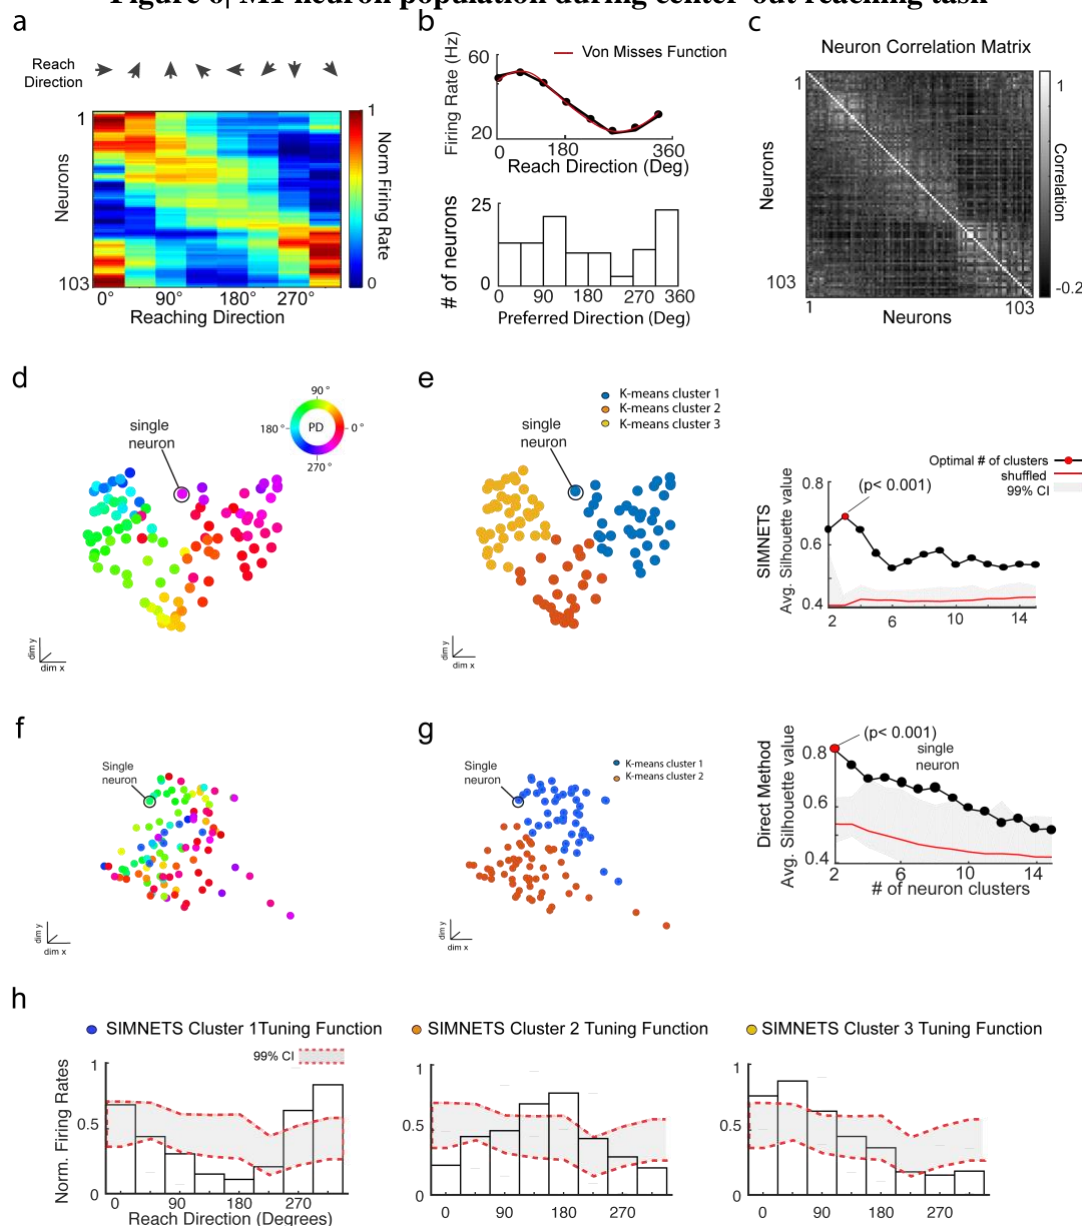 Figure 6| M1 neuron population during center-out reaching task
a
Reach
Direction
1
Neurons
103
0°
90°
180°
270°
Reaching Direction
1
Norm Firing Rate
0
b
Von Misses Function
Firing Rate (Hz)
60
20
0
180
360
Reach Direction (Deg)
# of neurons
25
0
0
90
180
270
360
Preferred Direction (Deg)
c
Neuron Correlation Matrix
1
Neurons
103
1
103
Neurons
1
Correlation
-0.2
d
90°
180°
PD
0°
270°
single
neuron
dim y
dim x
e
K-means cluster 1
K-means cluster 2
K-means cluster 3
single
neuron
dim y
dim x
Optimal # of clusters
shuffled
99% CI
(p< 0.001)
SIMNETS
Avg. Silhouette value
0.8
0.6
0.4
2
6
10
14
f
Single
neuron
dim y
dim x
g
K-means cluster 1
K-means cluster 2
Single
neuron
dim y
dim x
(p< 0.001)
single
neuron
Direct Method
Avg. Silhouette value
0.8
0.6
0.4
2
6
10
14
# of neuron clusters
h
SIMNETS Cluster 1Tuning Function
99% CI
Norm. Firing Rates
1
0.5
0
0
90
180
270
Reach Direction (Degrees)
SIMNETS Cluster 2 Tuning Function
1
0.5
0
0
90
180
270
SIMNETS Cluster 3 Tuning Function
1
0.5
0
0
90
180
270